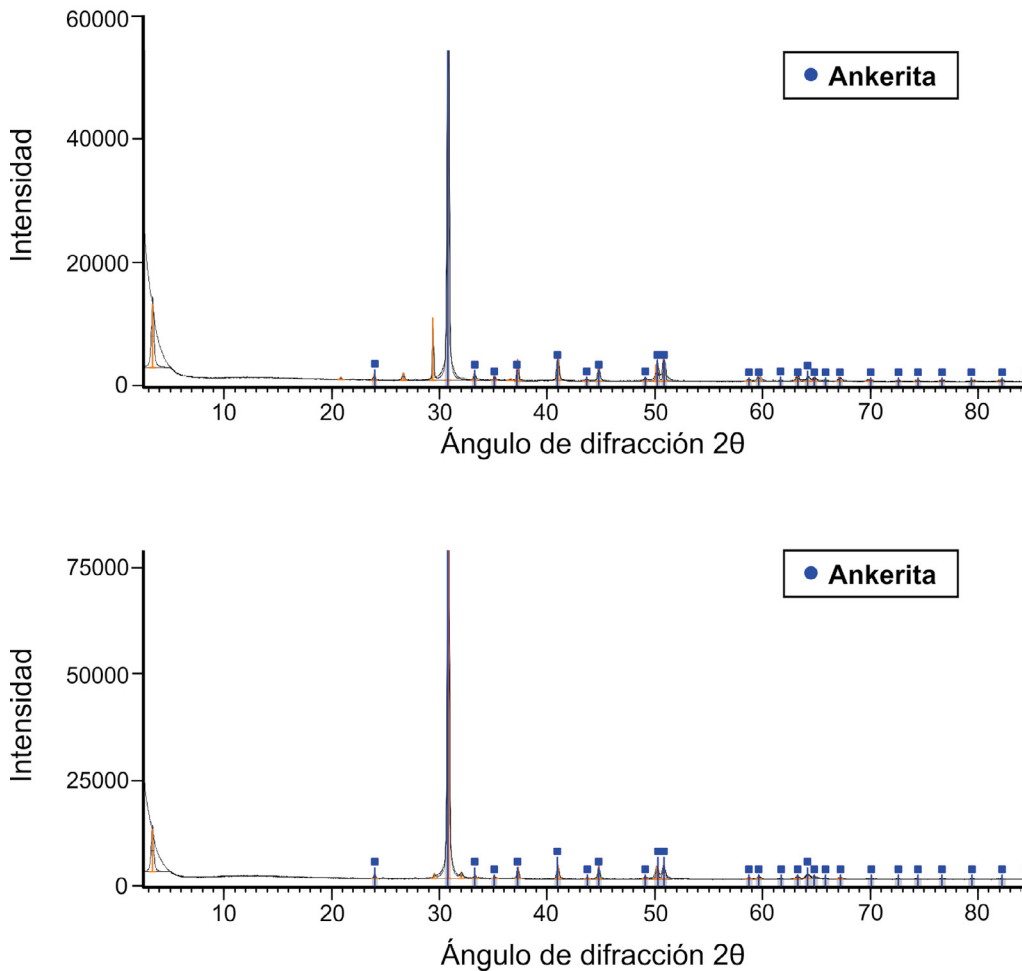 60000
Ankerita
40000
Intensidad
20000
0
10 20 30 40 50 60 70 80
Ángulo de difracción 2θ
75000
Ankerita
50000
Intensidad
25000
0
10 20 30 40 50 60 70 80
Ángulo de difracción 2θ